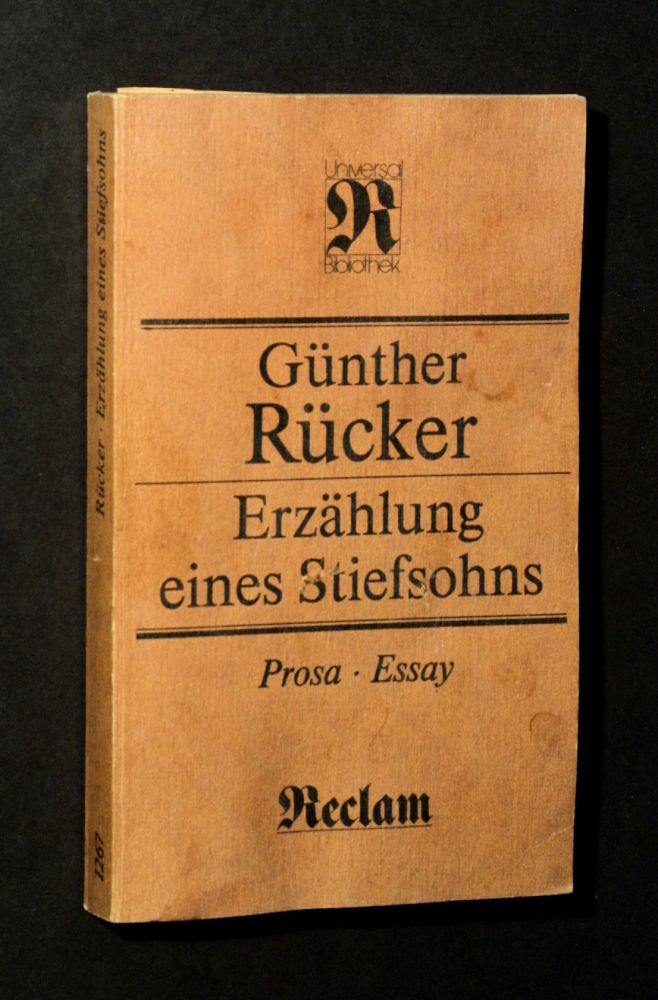 Universal
R
Bibliothek
Günther
Rücker
Erzählung
eines Stiefsohns
Prosa · Essay
Reclam
Rücker · Erzählung eines Stiefsohns
1267